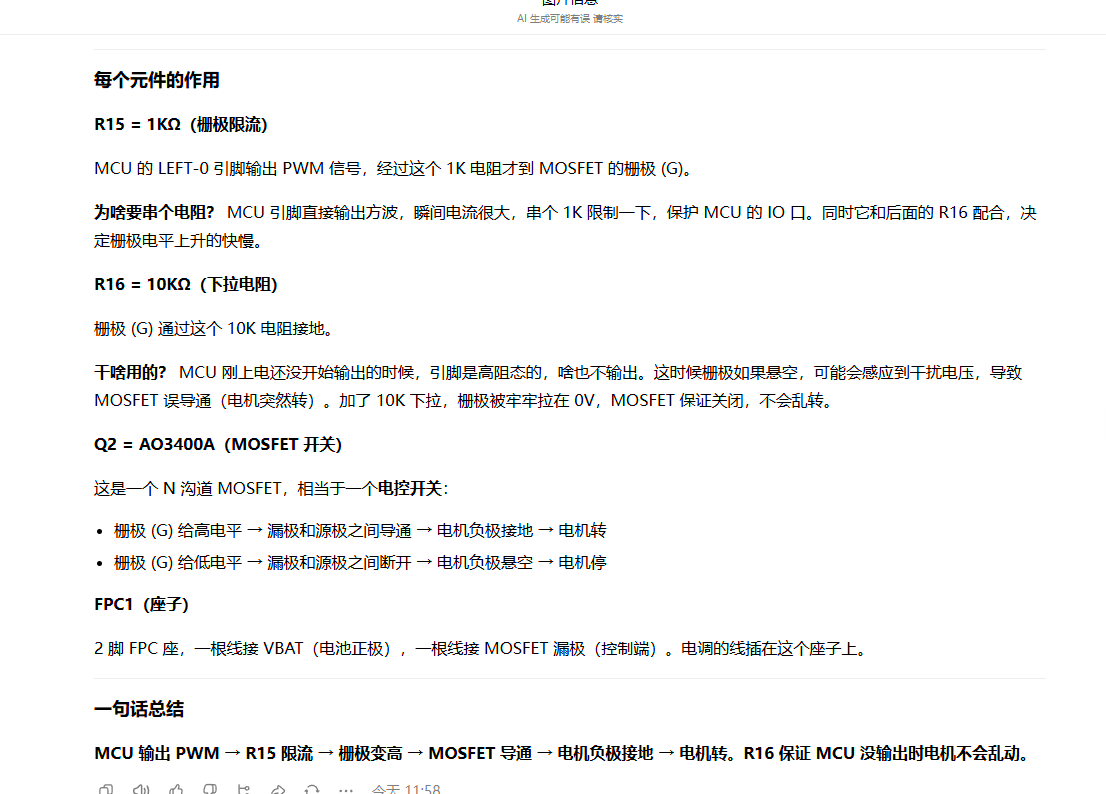 图片信息
AI 生成可能有误 请核实
每个元件的作用
R15 = 1KΩ（栅极限流）
MCU 的 LEFT-0 引脚输出 PWM 信号，经过这个 1K 电阻才到 MOSFET 的栅极 (G)。
为啥要串个电阻？ MCU 引脚直接输出方波，瞬间电流很大，串个 1K 限制一下，保护 MCU 的 IO 口。同时它和后面的 R16 配合，决
定栅极电平上升的快慢。
R16 = 10KΩ（下拉电阻）
栅极 (G) 通过这个 10K 电阻接地。
干啥用的？ MCU 刚上电还没开始输出的时候，引脚是高阻态的，啥也不输出。这时候栅极如果悬空，可能会感应到干扰电压，导致
MOSFET 误导通（电机突然转）。加了 10K 下拉，栅极被牢牢拉在 0V，MOSFET 保证关闭，不会乱转。
Q2 = AO3400A（MOSFET 开关）
这是一个 N 沟道 MOSFET，相当于一个电控开关：
• 栅极 (G) 给高电平 → 漏极和源极之间导通 → 电机负极接地 → 电机转
• 栅极 (G) 给低电平 → 漏极和源极之间断开 → 电机负极悬空 → 电机停
FPC1（座子）
2 脚 FPC 座，一根线接 VBAT（电池正极），一根线接 MOSFET 漏极（控制端）。电调的线插在这个座子上。
一句话总结
MCU 输出 PWM → R15 限流 → 栅极变高 → MOSFET 导通 → 电机负极接地 → 电机转。R16 保证 MCU 没输出时电机不会乱动。
今天 11:58